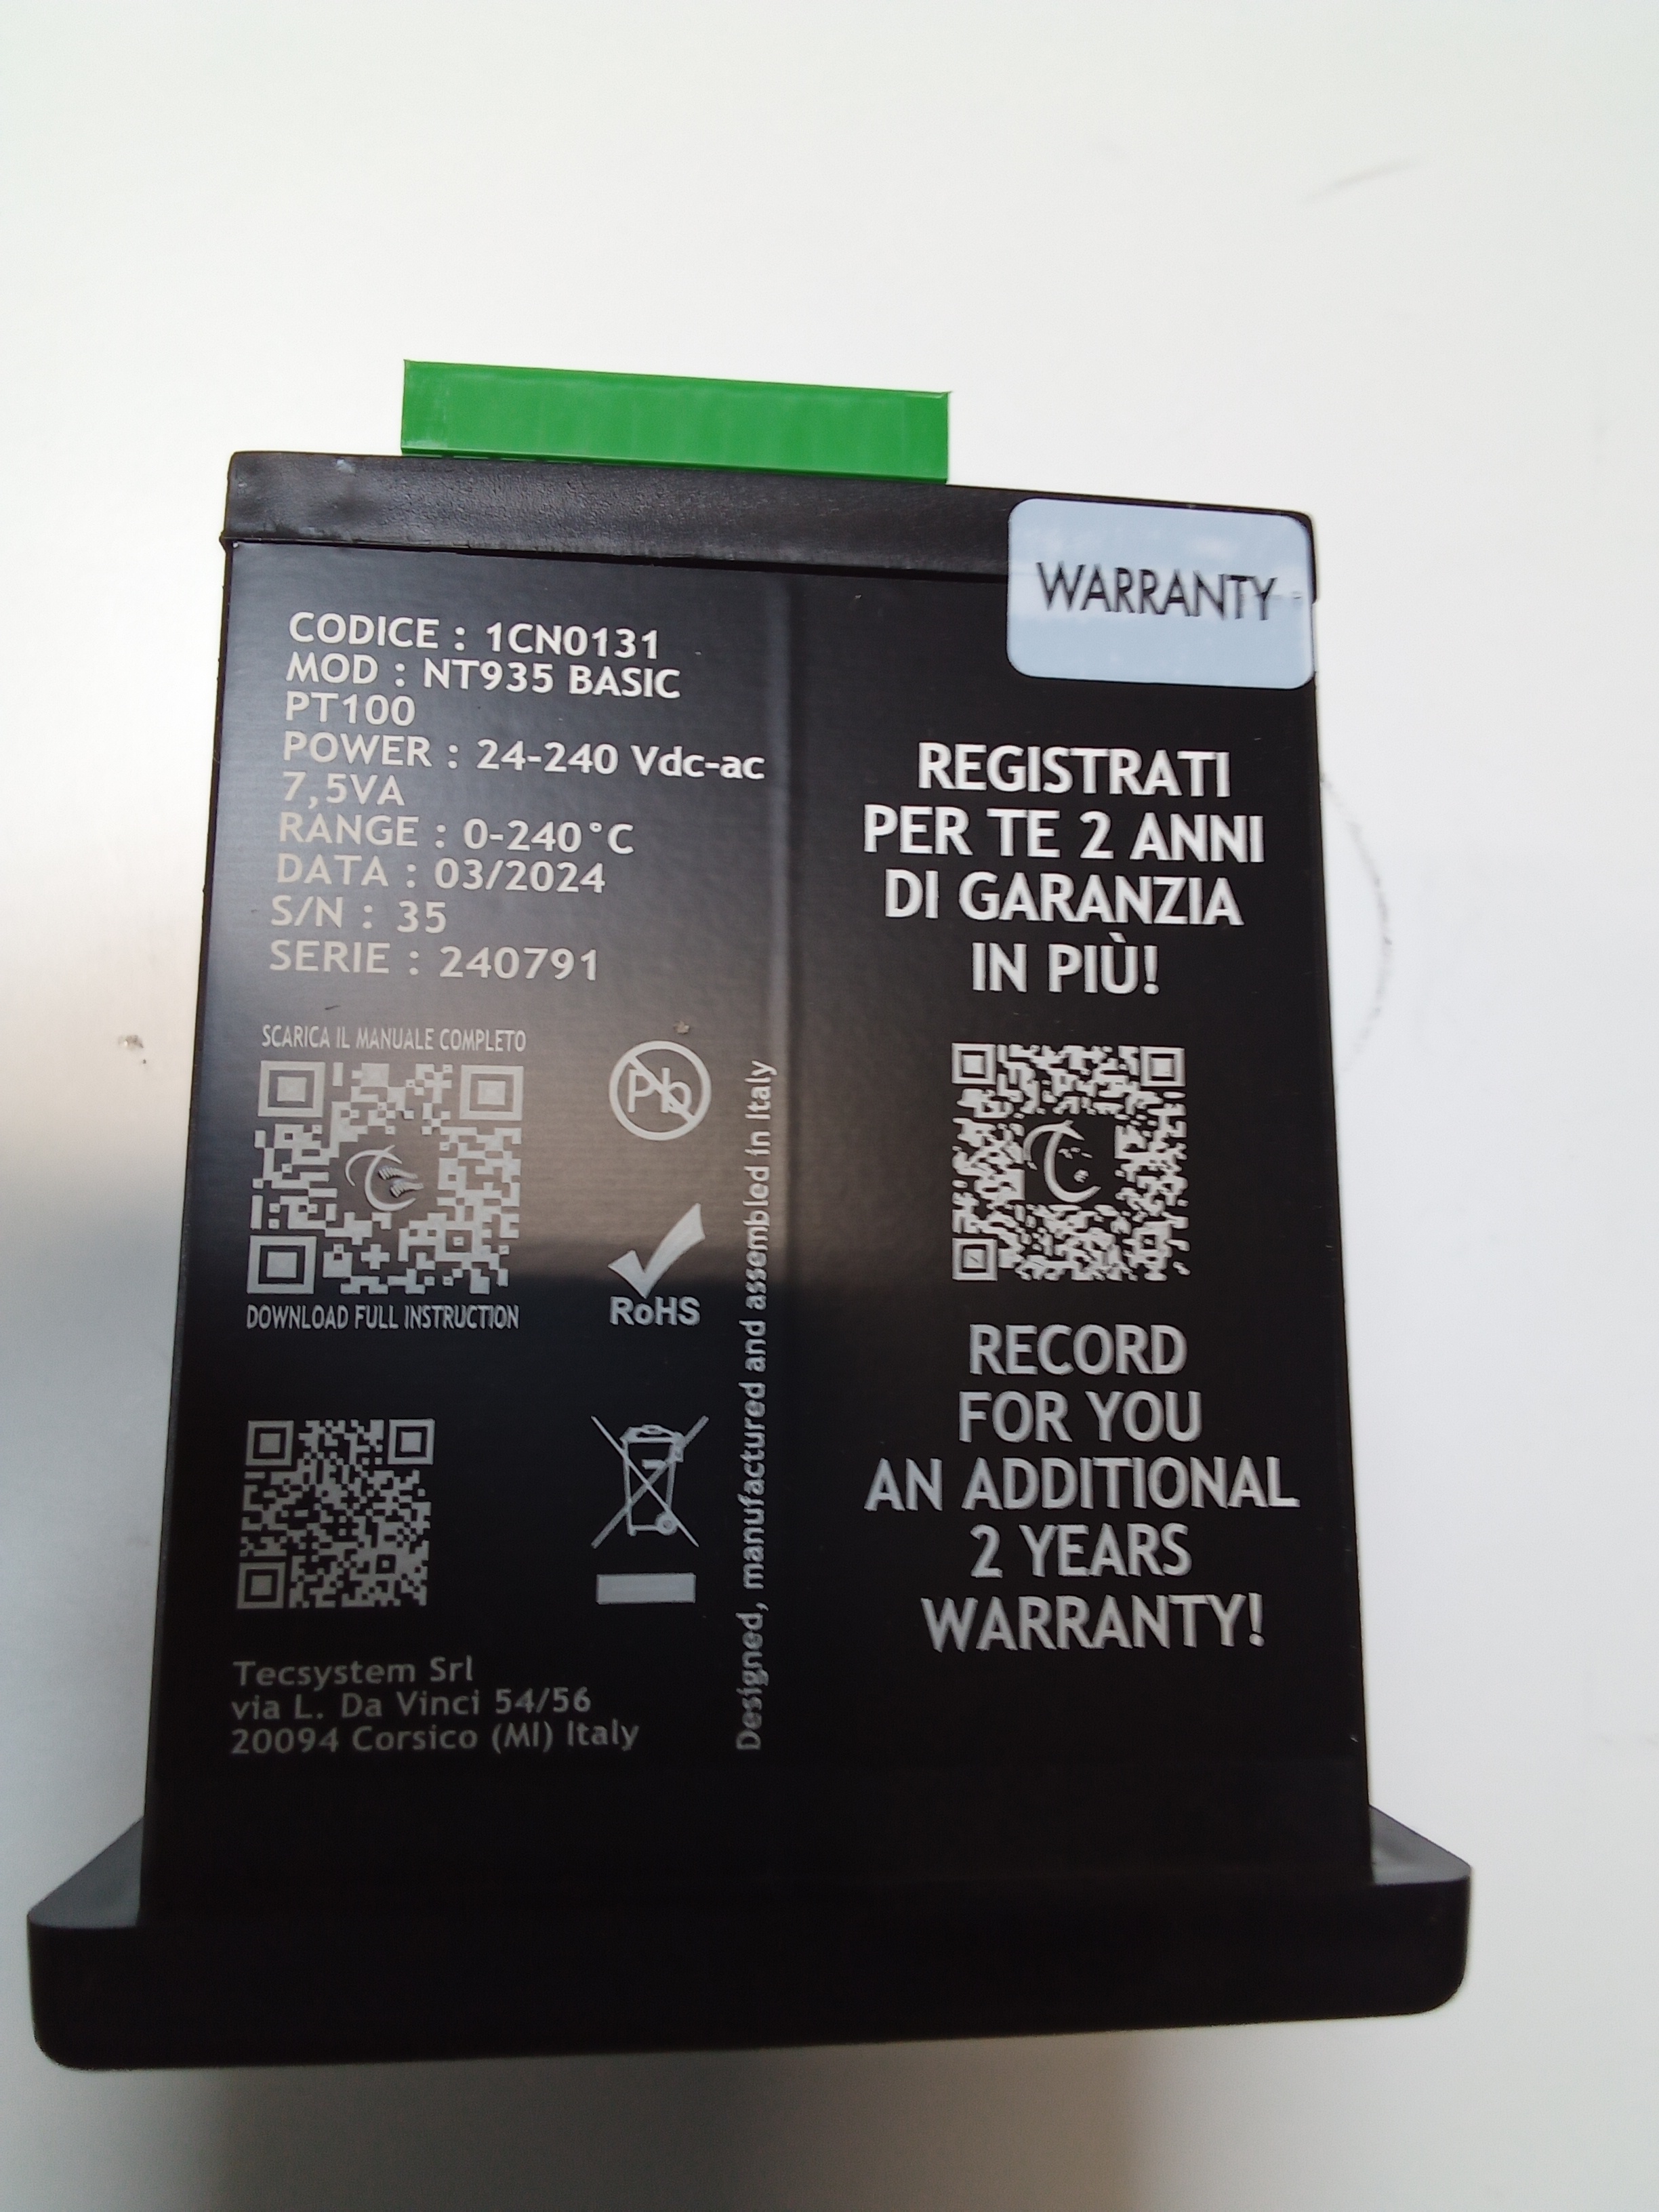 WARRANTY
CODICE : 1CN0131
MOD : NT935 BASIC
PT100
POWER : 24-240 Vdc-ac
7,5VA
RANGE : 0-240°C
DATA : 03/2024
S/N : 35
SERIE : 240791
SCARICA IL MANUALE COMPLETO
DOWNLOAD FULL INSTRUCTION
Pb
RoHS
Designed, manufactured and assembled in Italy
Tecsystem Srl
via L. Da Vinci 54/56
20094 Corsico (MI) Italy
REGISTRATI
PER TE 2 ANNI
DI GARANZIA
IN PIÙ!
RECORD
FOR YOU
AN ADDITIONAL
2 YEARS
WARRANTY!